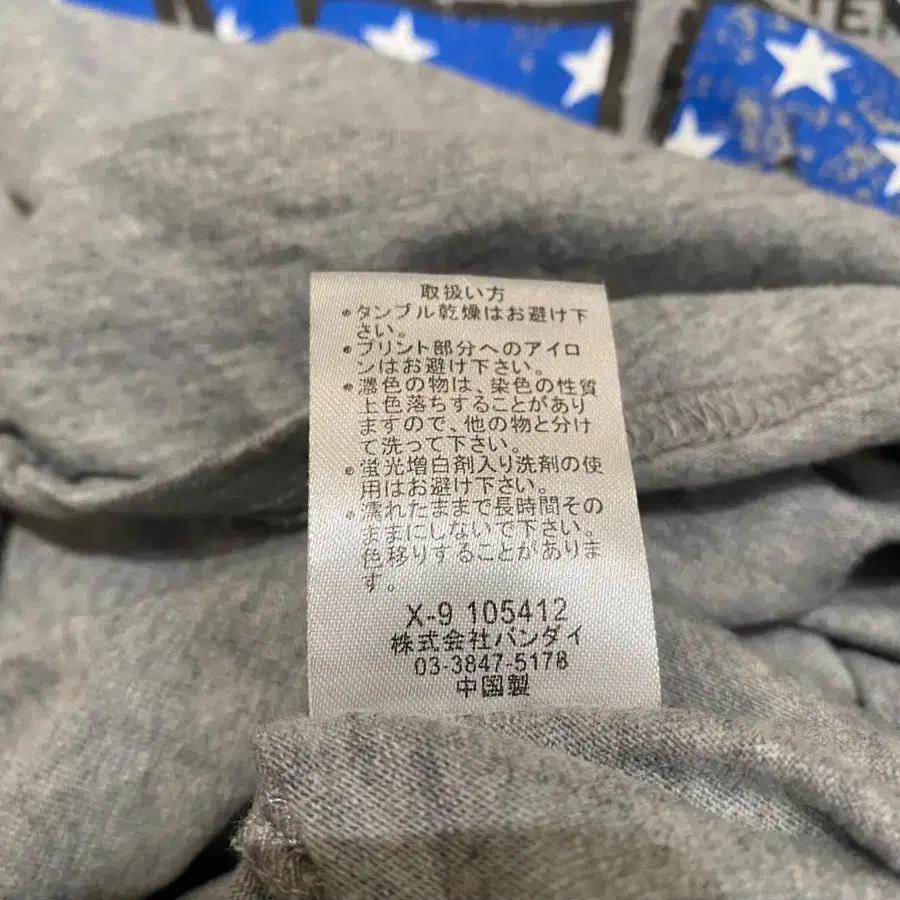 取扱い方
●タンブル乾燥はお避け下
さい。
●プリント部分へのアイロ
ンはお避け下さい。
●濃色の物は、染色の性質
上色落ちすることがあり
ますので、他の物と分け
て洗って下さい。
●蛍光増白剤入り洗剤の使
用はお避け下さい。
●濡れたままで長時間その
ままにしないで下さい。
色移りすることがありま
す。
X-9 105412
株式会社バンダイ
03-3847-5178
中国製